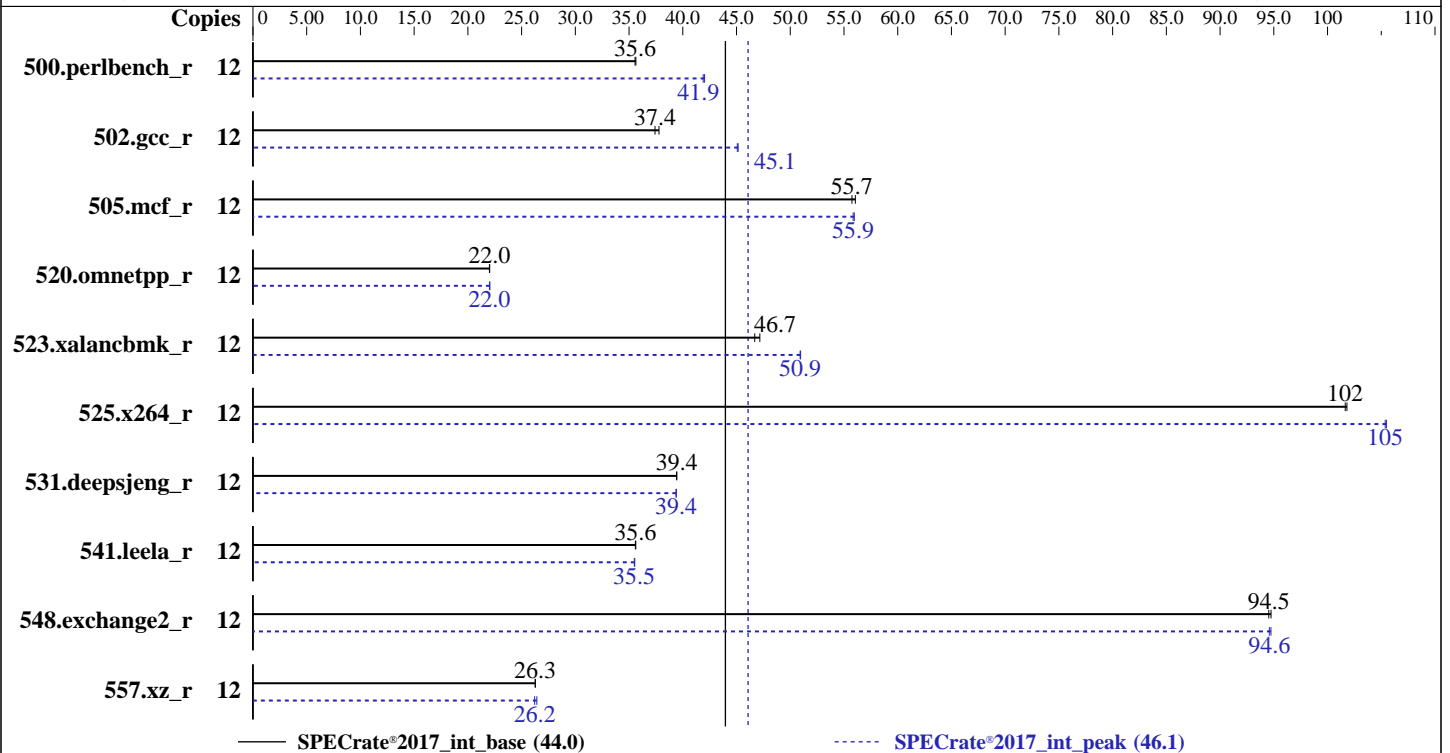 Copies 0 5.00 10.0 15.0 20.0 25.0 30.0 35.0 40.0 45.0 50.0 55.0 60.0 65.0 70.0 75.0 80.0 85.0 90.0 95.0 100 110
35.6
500.perlbench_r 12
41.9
37.4
502.gcc_r 12
45.1
55.7
505.mcf_r 12
55.9
22.0
520.omnetpp_r 12
22.0
46.7
523.xalancbmk_r 12
50.9
102
525.x264_r 12
105
39.4
531.deepsjeng_r 12
39.4
35.6
541.leela_r 12
35.5
94.5
548.exchange2_r 12
94.6
26.3
557.xz_r 12
26.2
SPECrate®2017_int_base (44.0) SPECrate®2017_int_peak (46.1)